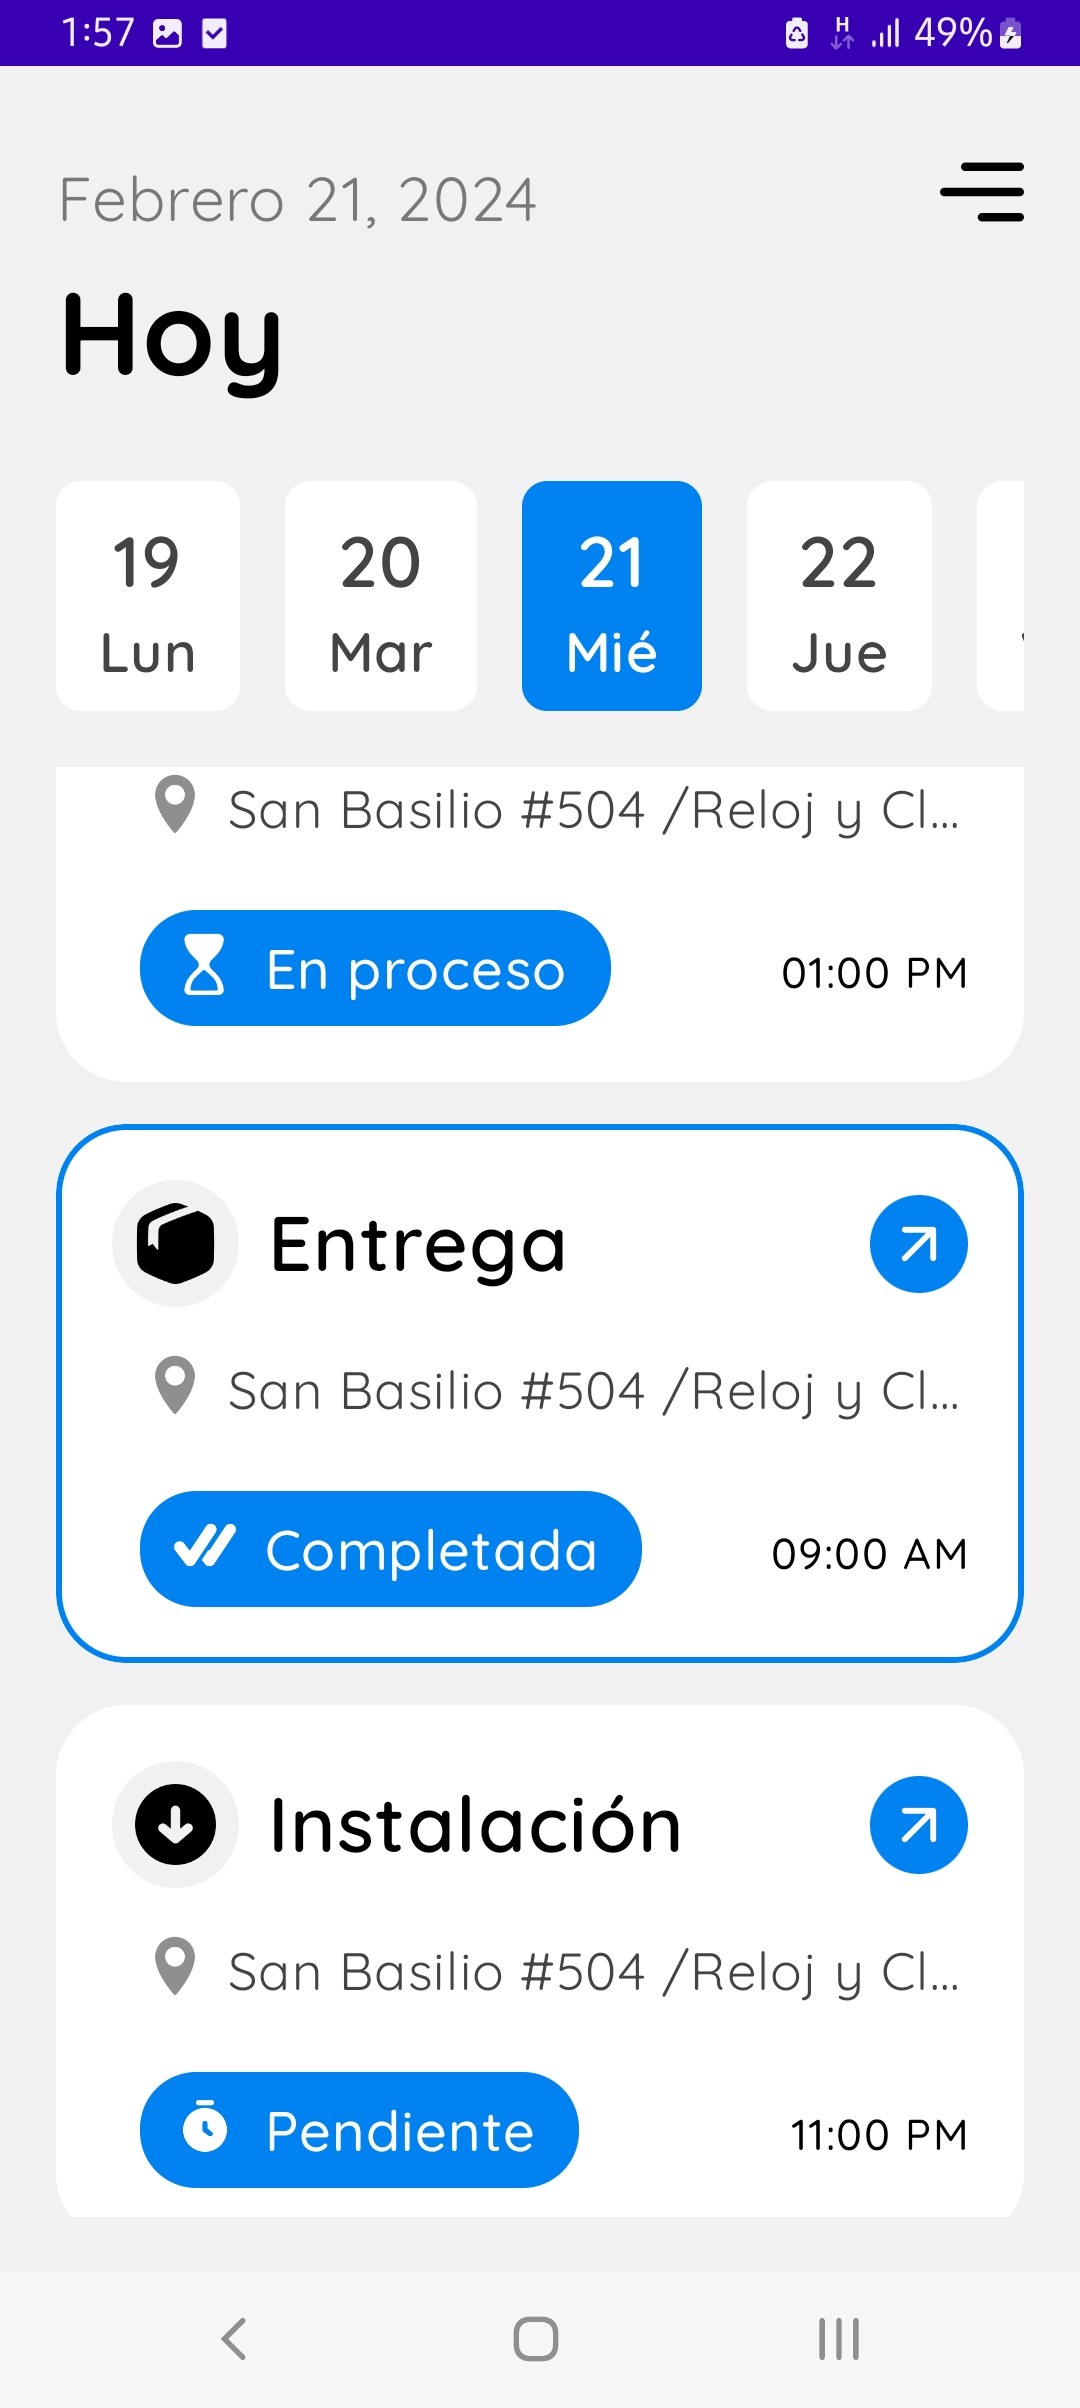 1:57
H
49%
Febrero 21, 2024
Hoy
19
Lun
20
Mar
21
Mié
22
Jue
San Basilio #504 /Reloj y Cl...
En proceso
01:00 PM
Entrega
San Basilio #504 /Reloj y Cl...
Completada
09:00 AM
Instalación
San Basilio #504 /Reloj y Cl...
Pendiente
11:00 PM